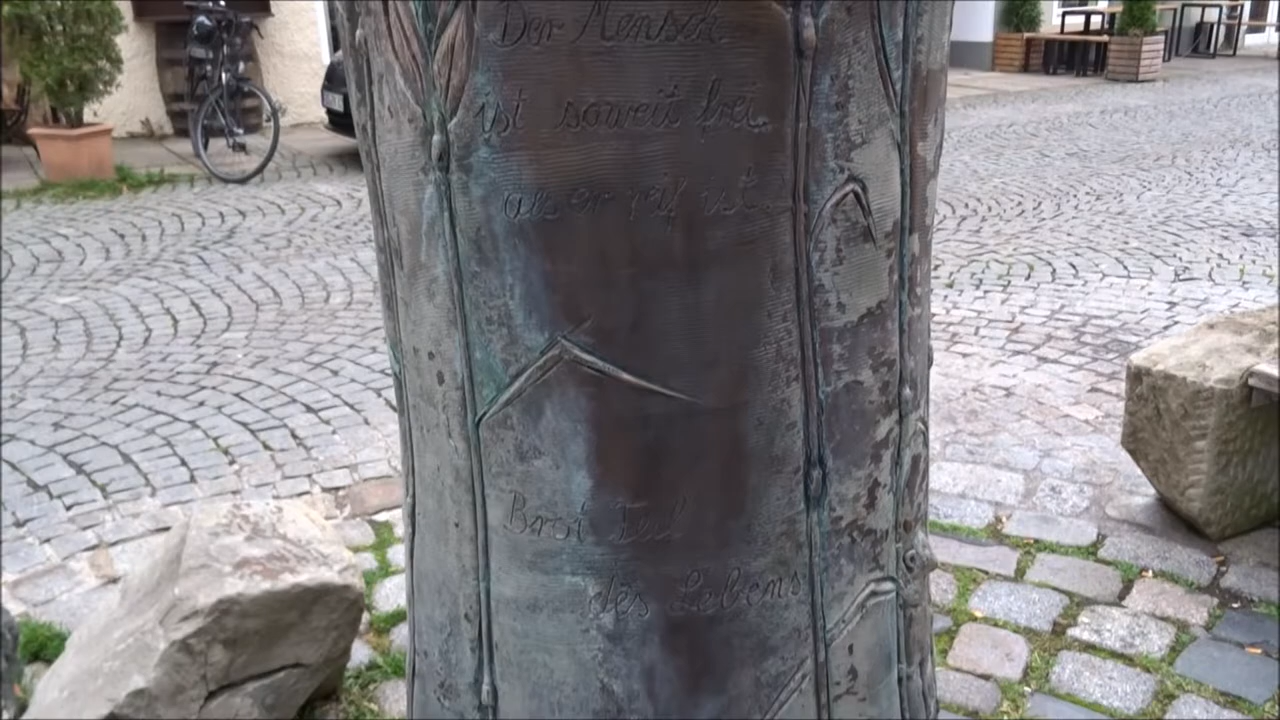 Der Mensch
ist soweit frei
als er reif ist
Brot Teil
des Lebens